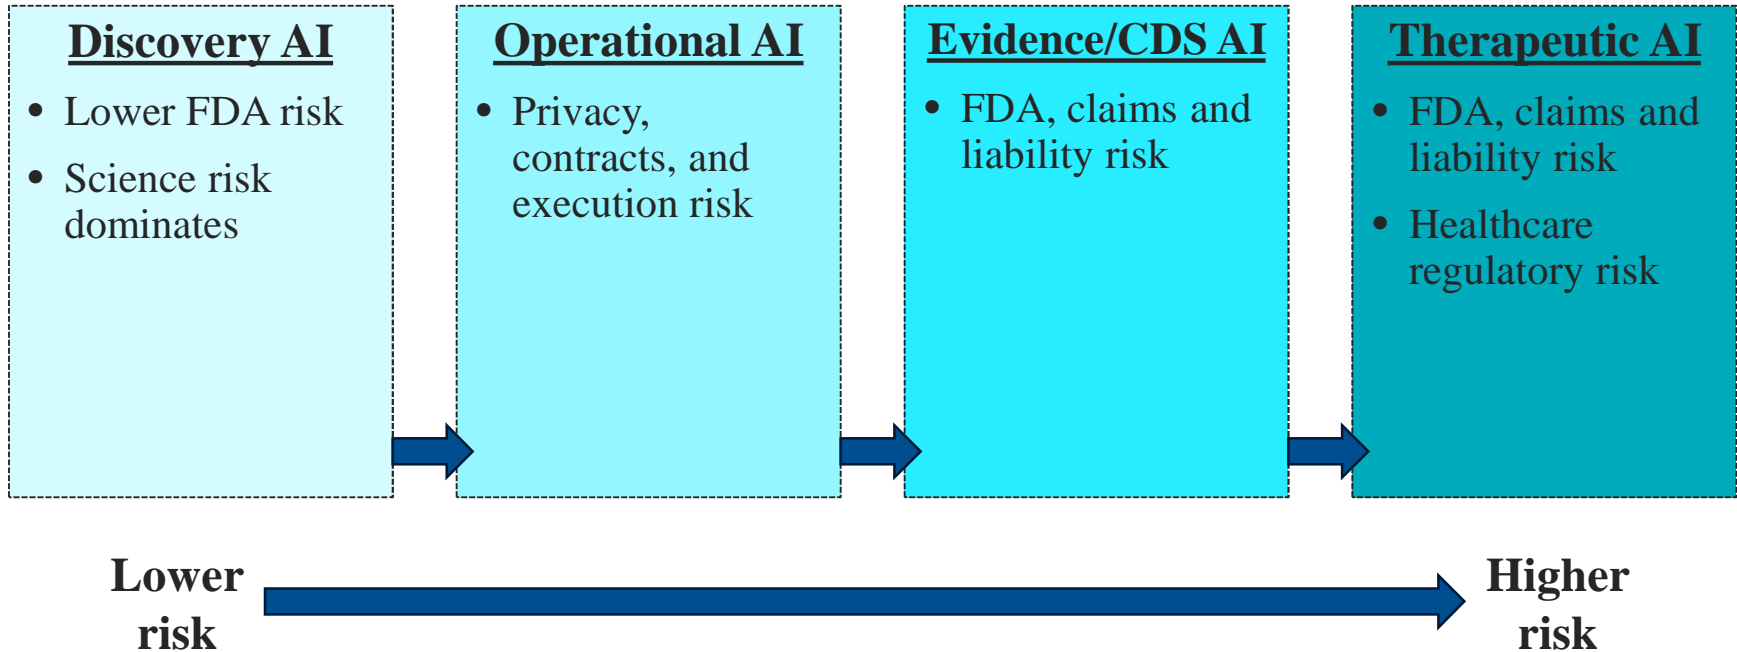 Discovery AI
• Lower FDA risk
• Science risk
dominates
Operational AI
• Privacy,
contracts, and
execution risk
Evidence/CDS AI
• FDA, claims and
liability risk
Therapeutic AI
• FDA, claims and
liability risk
• Healthcare
regulatory risk
Lower
risk
Higher
risk